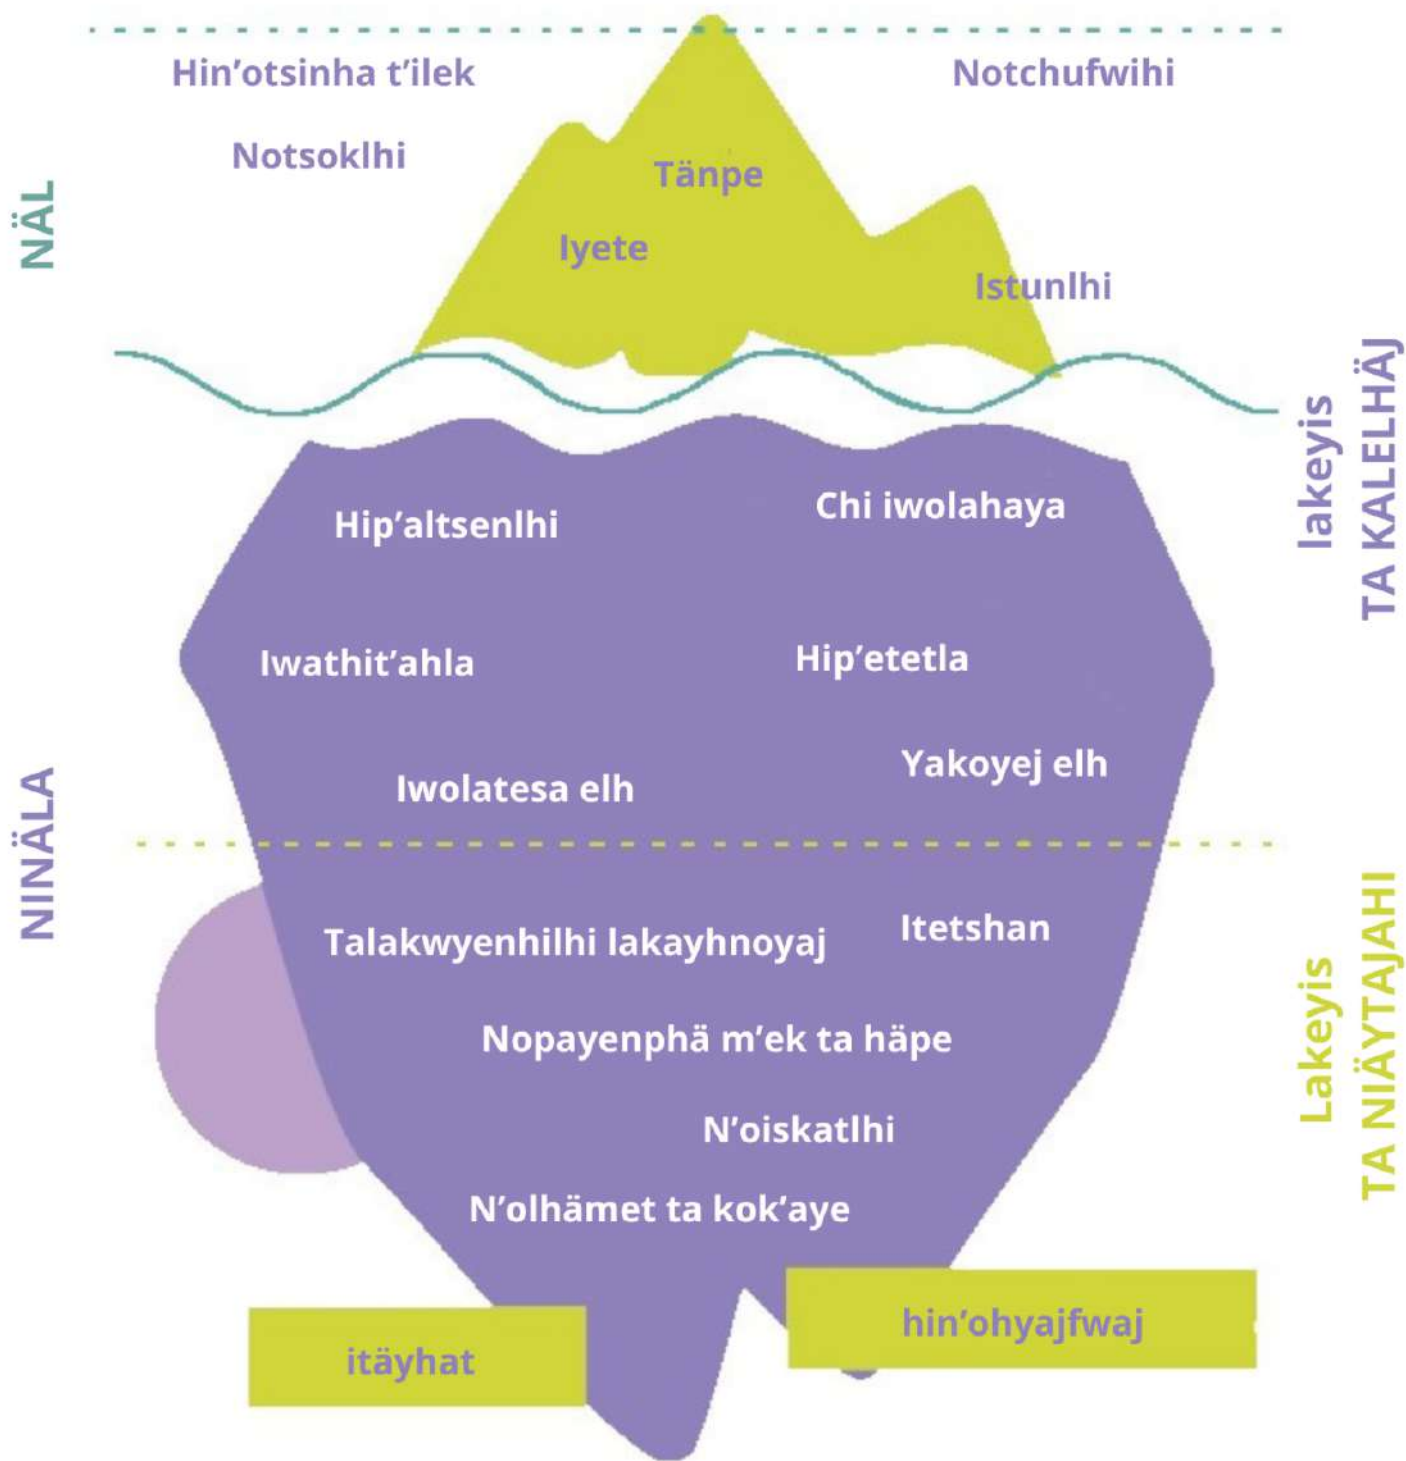 Hin’otsinha t’ilek
Notchufwihi
Notsoklhi
Tänpe
Iyete
Istunlhi
NÄL
lakeyis
TA KALELHÄJ
Hip’altsenlhi
Chi iwolahaya
Iwathit’ahla
Hip’etetla
Iwolatesa elh
Yakoyej elh
NINÄLA
Talakwyenhilhi lakayhnoyaj
Itetshan
Nopayenphä m’ek ta häpe
N’oiskatlhi
N’olhämet ta kok’aye
Lakeyis
TA NIÄYTAJAHI
itäyhat
hin’ohyajfwaj